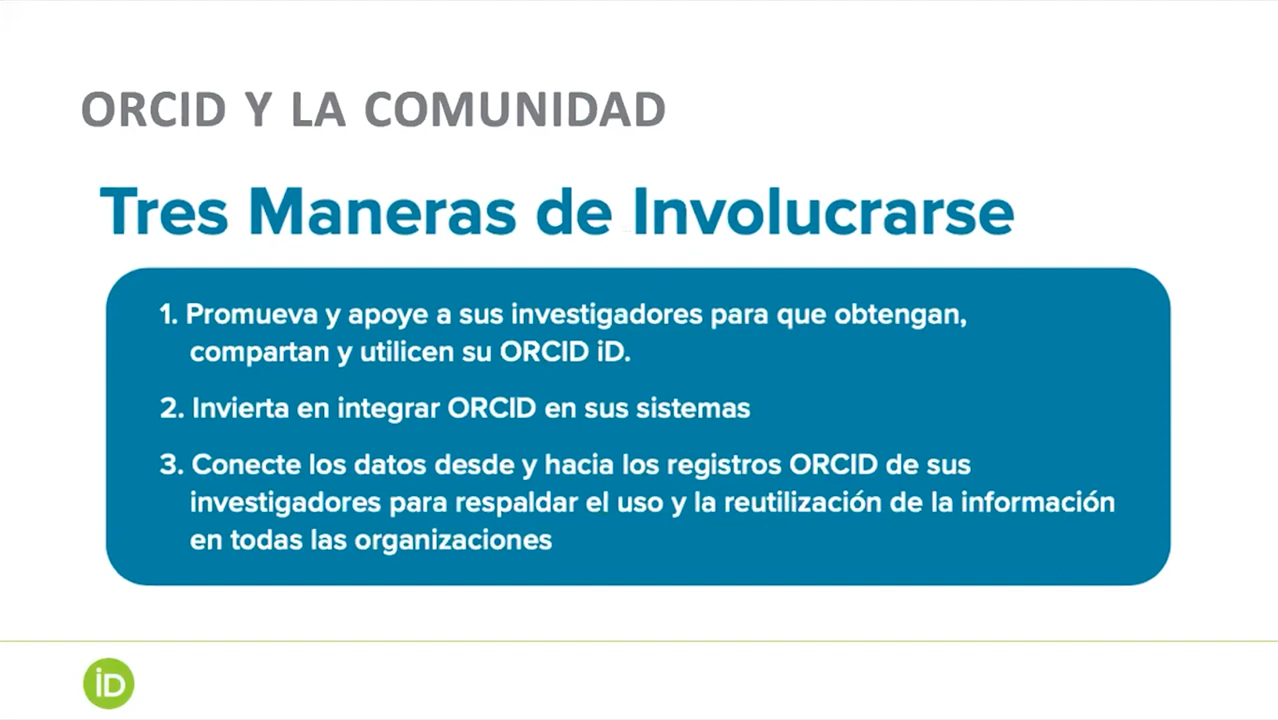 ORCID Y LA COMUNIDAD
Tres Maneras de Involucrarse
1. Promueva y apoye a sus investigadores para que obtengan,
compartan y utilicen su ORCID iD.
2. Invierta en integrar ORCID en sus sistemas
3. Conecte los datos desde y hacia los registros ORCID de sus
investigadores para respaldar el uso y la reutilización de la información
en todas las organizaciones
iD